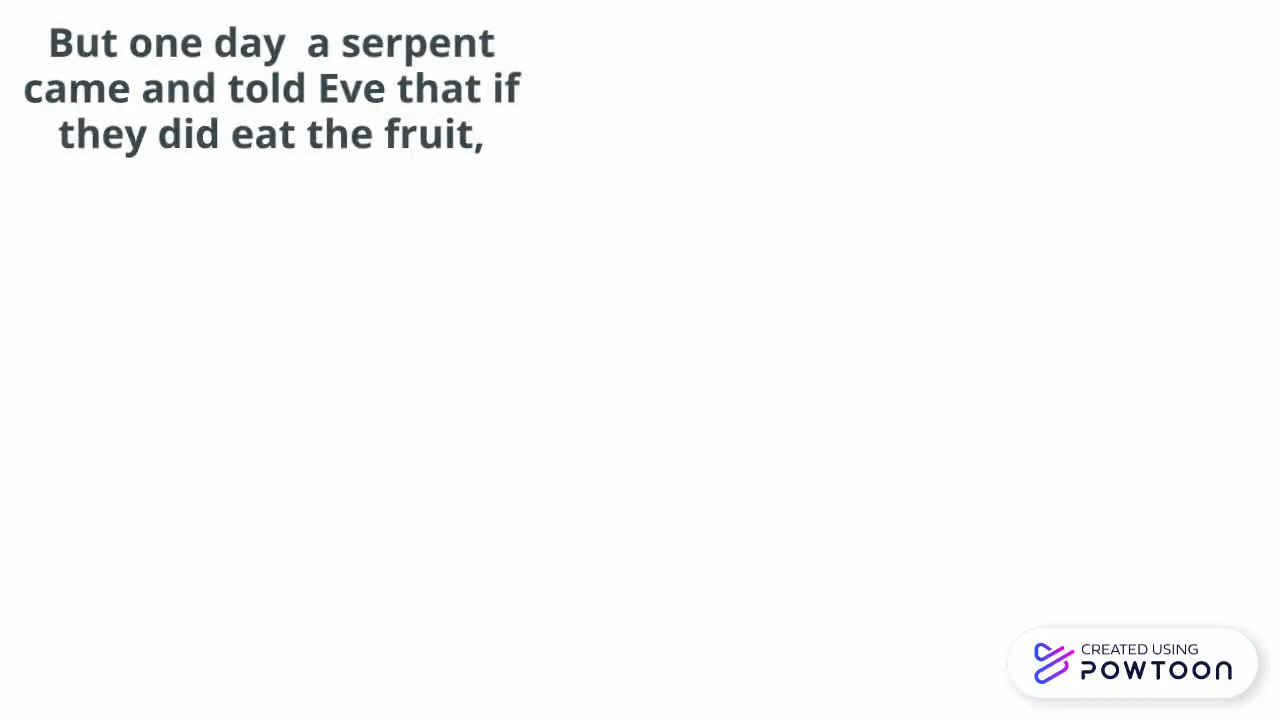 But one day  a serpent
came and told Eve that if
they did eat the fruit,
CREATED USING
POWTOON